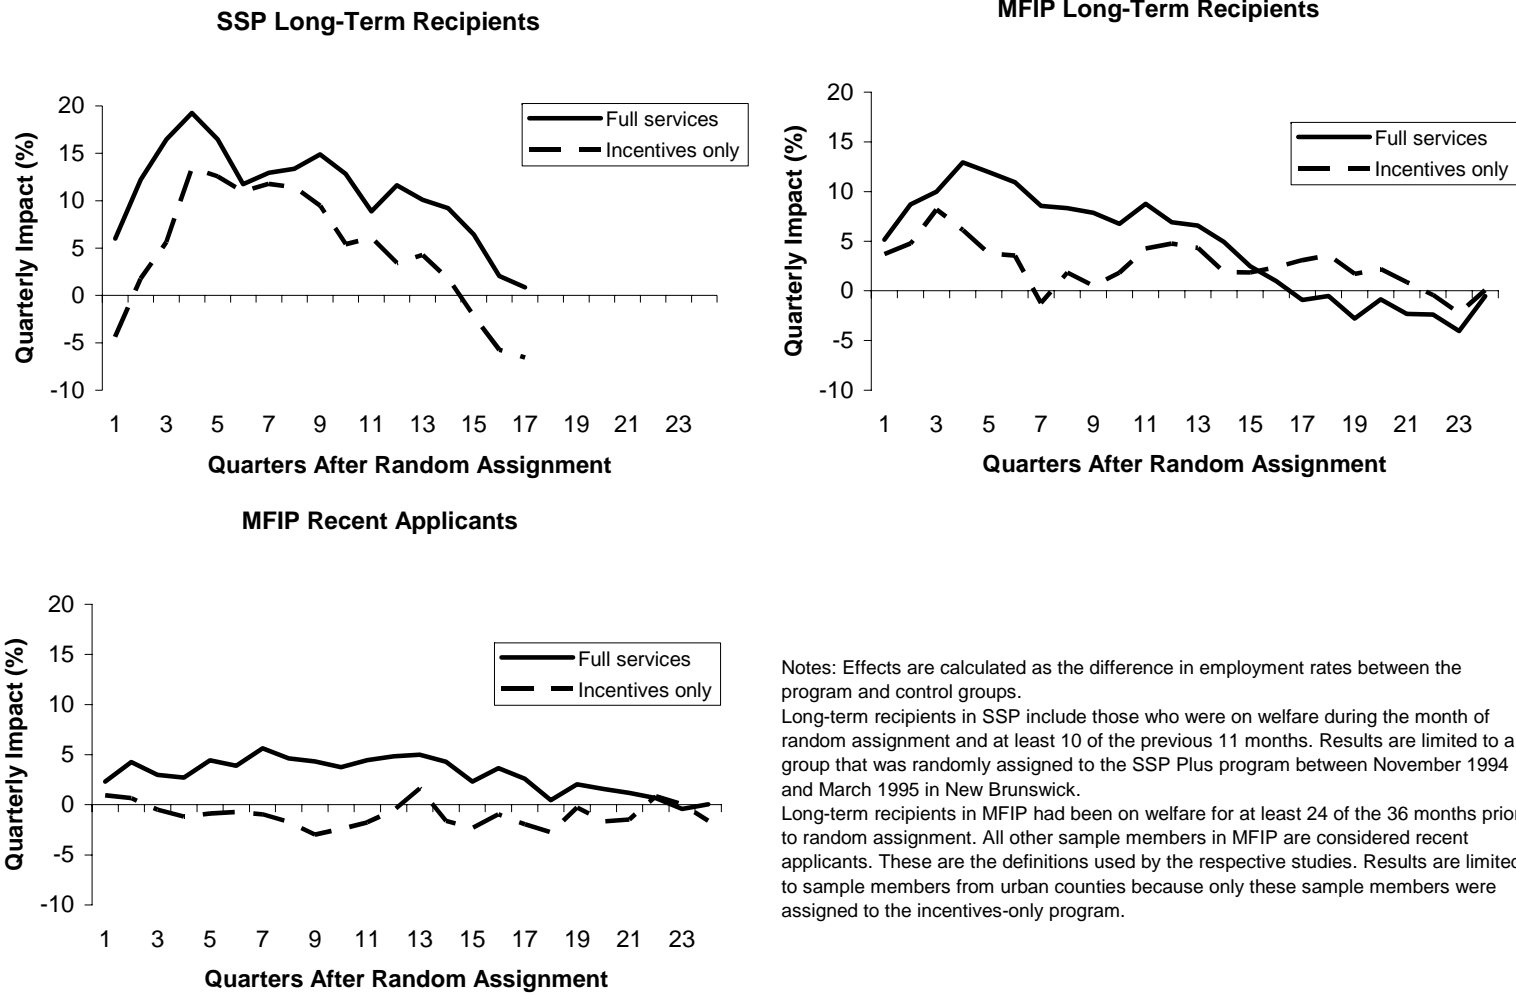 SSP Long-Term Recipients
20
15
10
5
0
-5
-10
Quarterly Impact (%)
Full services
Incentives only
1 3 5 7 9 11 13 15 17 19 21 23
Quarters After Random Assignment
MFIP Long-Term Recipients
20
15
10
5
0
-5
-10
Quarterly Impact (%)
Full services
Incentives only
1 3 5 7 9 11 13 15 17 19 21 23
Quarters After Random Assignment
MFIP Recent Applicants
20
15
10
5
0
-5
-10
Quarterly Impact (%)
Full services
Incentives only
1 3 5 7 9 11 13 15 17 19 21 23
Quarters After Random Assignment
Notes: Effects are calculated as the difference in employment rates between the
program and control groups.
Long-term recipients in SSP include those who were on welfare during the month of
random assignment and at least 10 of the previous 11 months. Results are limited to a
group that was randomly assigned to the SSP Plus program between November 1994
and March 1995 in New Brunswick.
Long-term recipients in MFIP had been on welfare for at least 24 of the 36 months prior
to random assignment. All other sample members in MFIP are considered recent
applicants. These are the definitions used by the respective studies. Results are limited
to sample members from urban counties because only these sample members were
assigned to the incentives-only program.